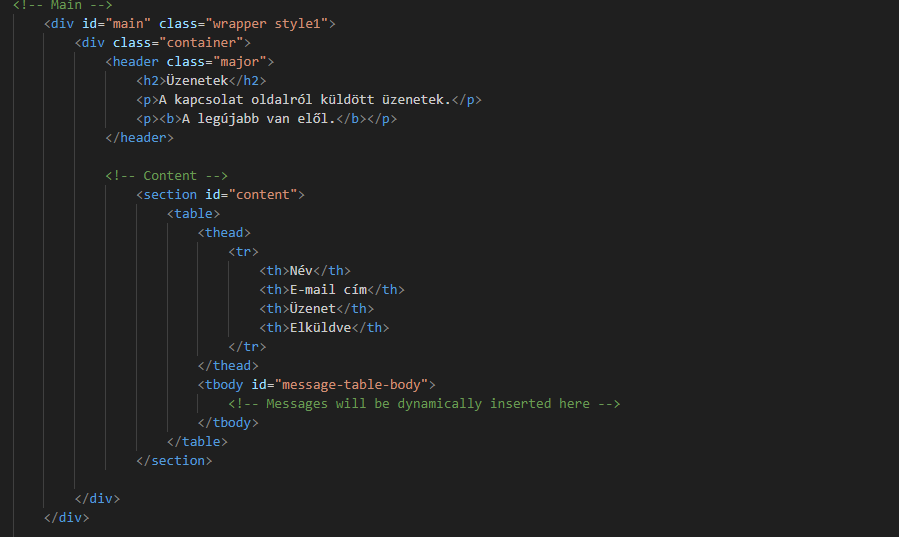 <!-- Main -->
<div id="main" class="wrapper style1">
<div class="container">
<header class="major">
<h2>Üzenetek</h2>
<p>A kapcsolat oldalról küldött üzenetek.</p>
<p><b>A legújabb van elől.</b></p>
</header>
<!-- Content -->
<section id="content">
<table>
<thead>
<tr>
<th>Név</th>
<th>E-mail cím</th>
<th>Üzenet</th>
<th>Elküldve</th>
</tr>
</thead>
<tbody id="message-table-body">
<!-- Messages will be dynamically inserted here -->
</tbody>
</table>
</section>
</div>
</div>